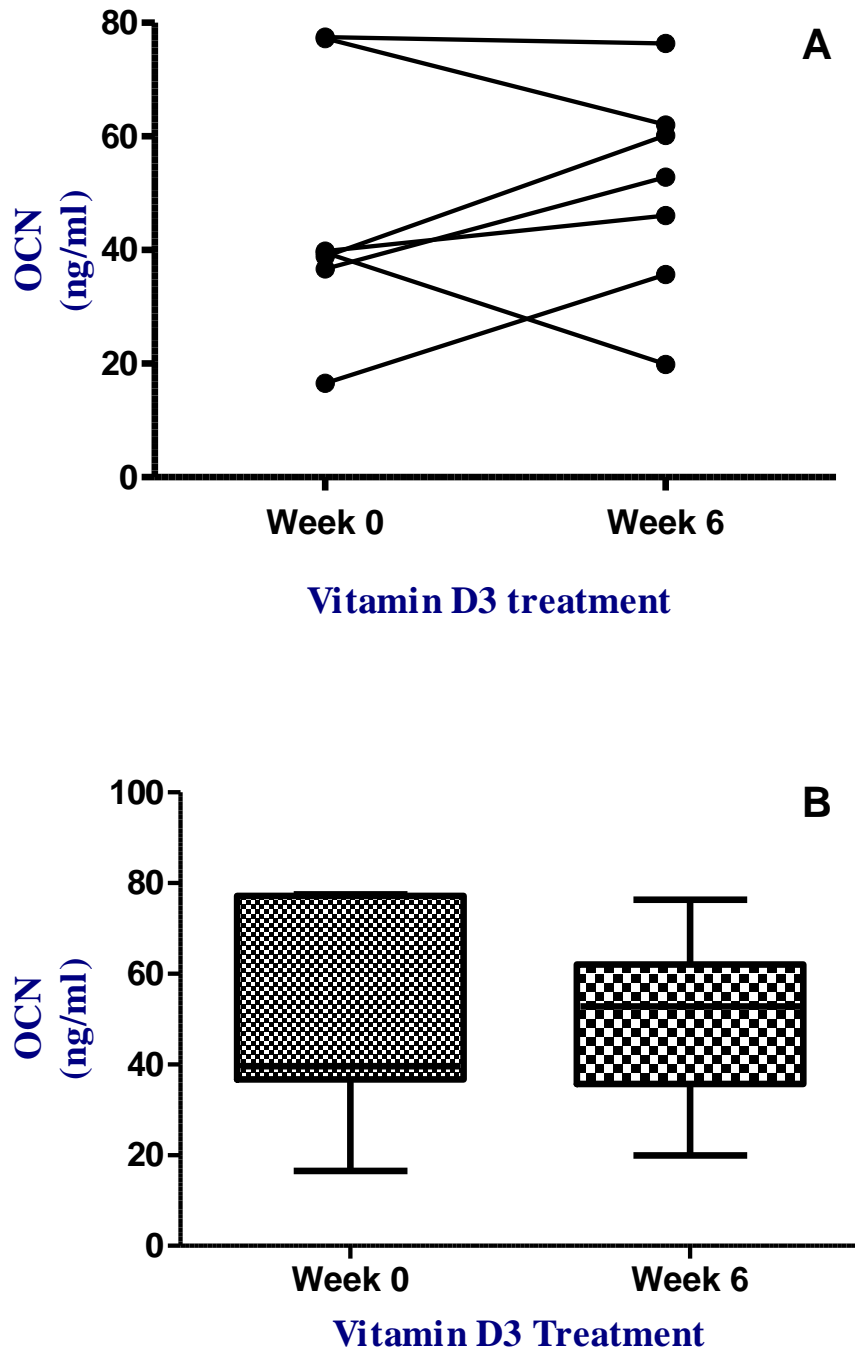 A
80
60
40
20
0
OCN
(ng/ml)
Week 0
Week 6
Vitamin D3 treatment
B
100
80
60
40
20
0
OCN
(ng/ml)
Week 0
Week 6
Vitamin D3 Treatment